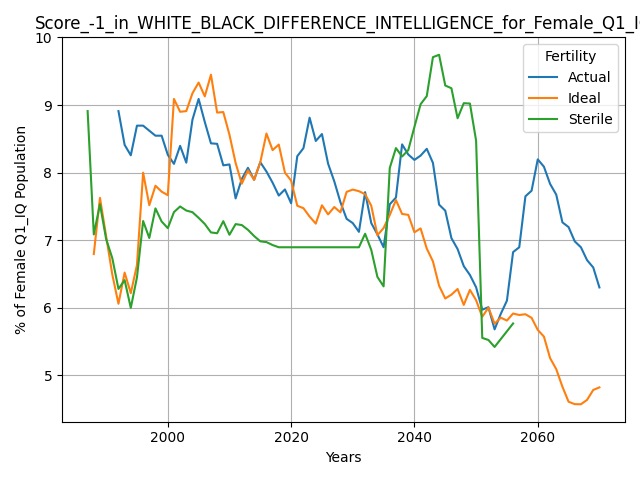 Score_-1_in_WHITE_BLACK_DIFFERENCE_INTELLIGENCE_for_Female_Q1_I
Fertility
Actual
Ideal
Sterile
% of Female Q1_IQ Population
10
9
8
7
6
5
2000
2020
2040
2060
Years